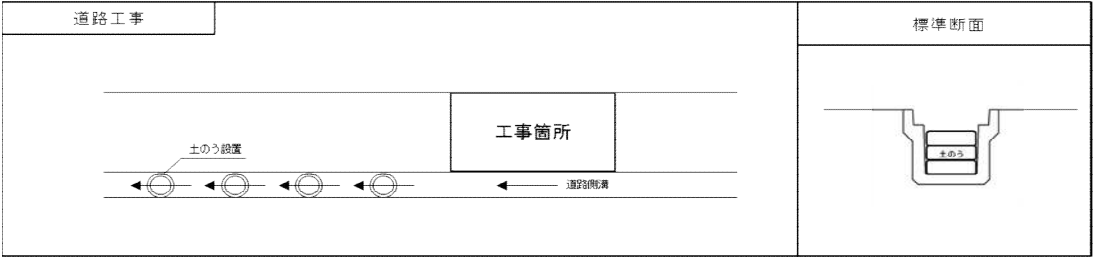 道路工事
標準断面
工事箇所
土のう設置
道路側溝
土のう